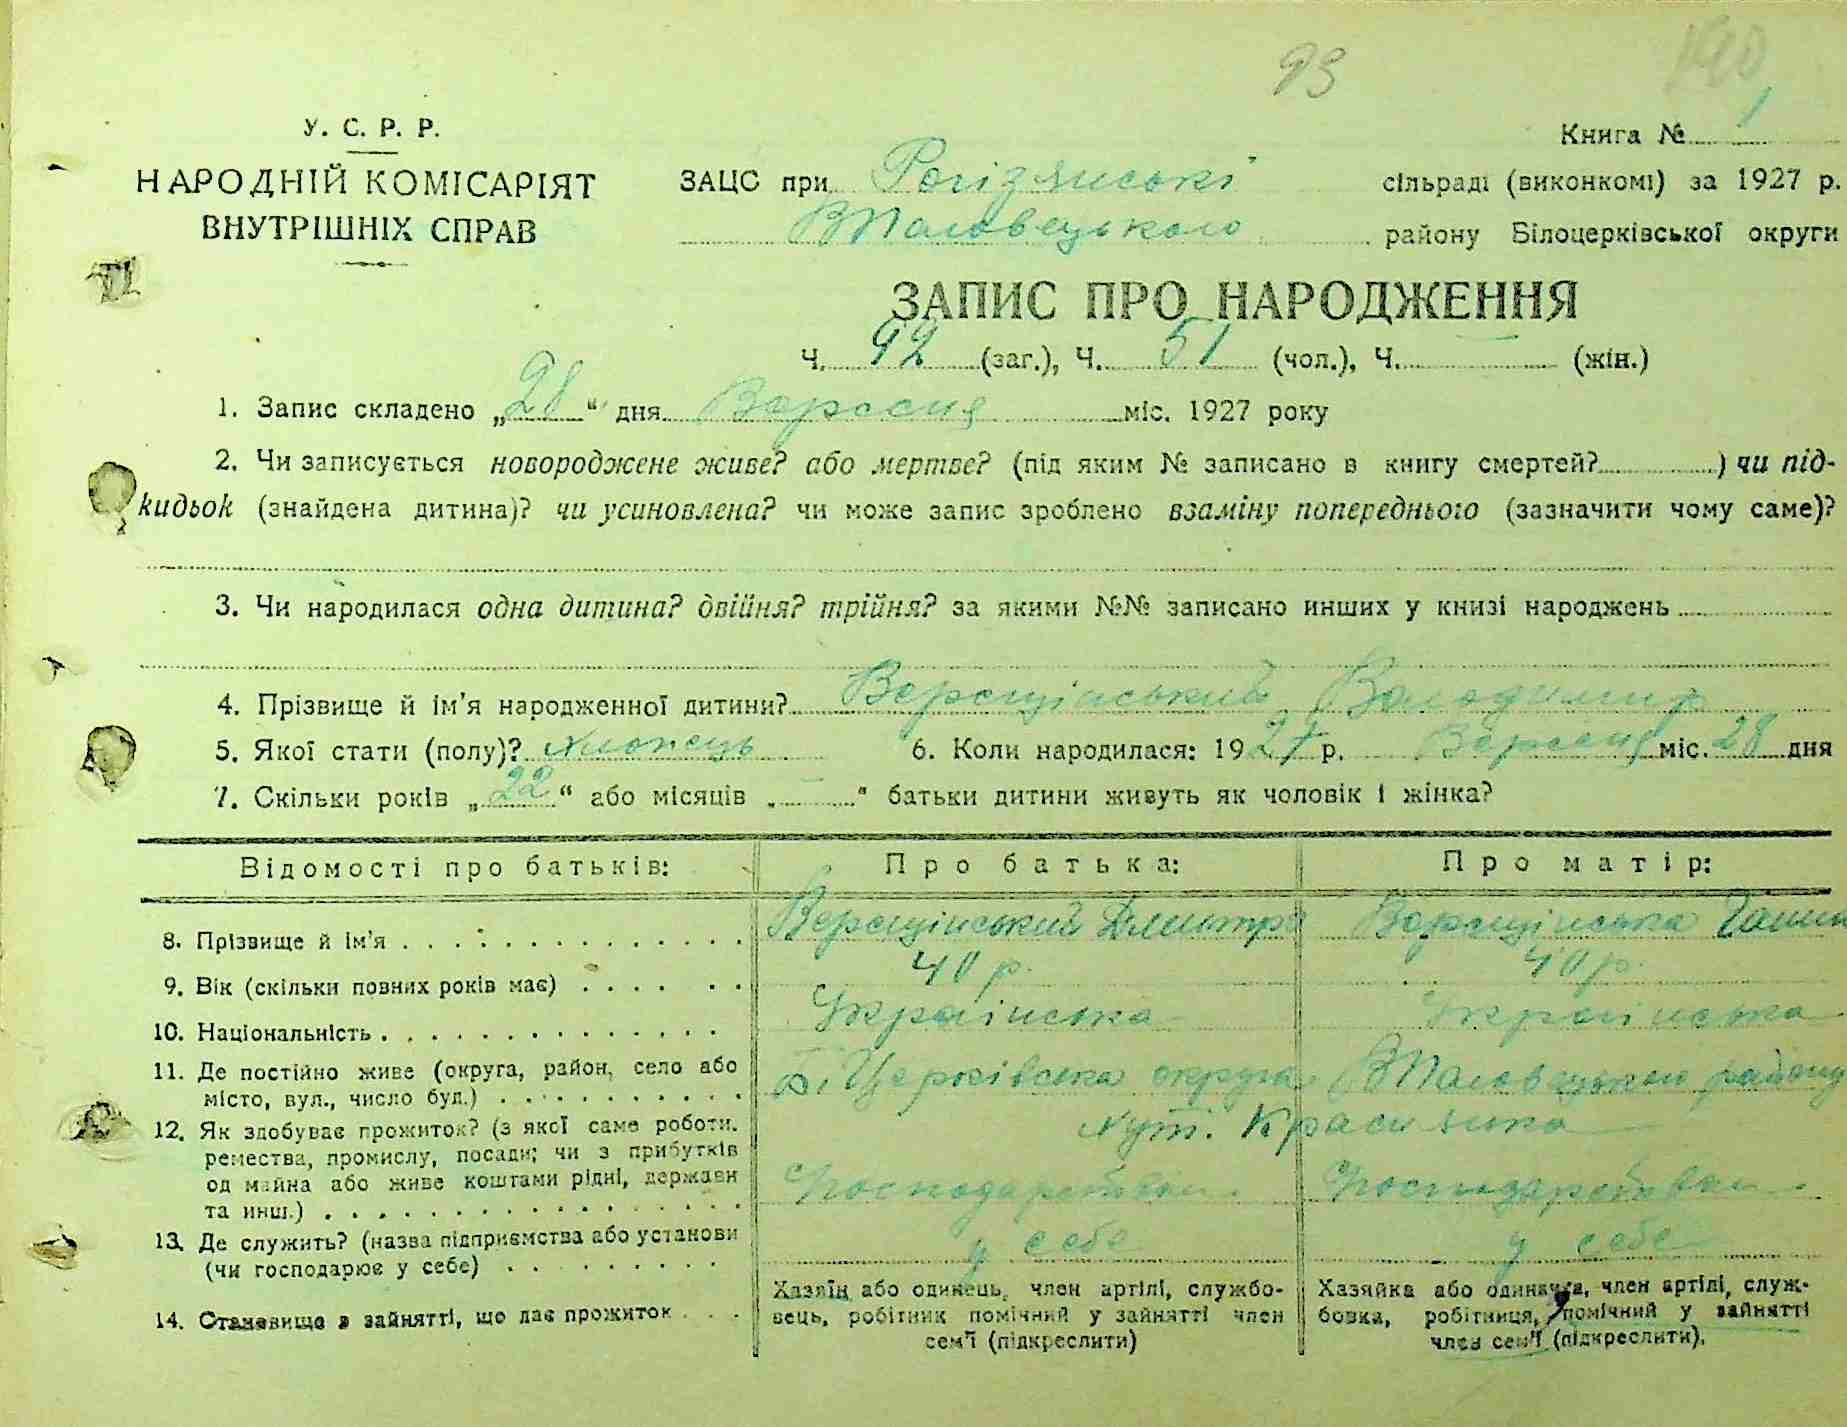 93
190
У. С. Р. Р.
НАРОДНІЙ КОМІСАРІЯТ
ВНУТРІШНІХ СПРАВ
Книга № 1
ЗАЦС при Рогізянські сільраді (виконкомі) за 1927 р.
ВПоловецького району Білоцерківської округи
ЗАПИС ПРО НАРОДЖЕННЯ
Ч. 92 (заг.), Ч. 51 (чол.), Ч. — (жін.)
1. Запис складено „28" дня Вересня міс. 1927 року
2. Чи записується новороджене живе? або мертве? (під яким № записано в книгу смертей? ) чи під-
кидьок (знайдена дитина)? чи усиновлена? чи може запис зроблено взаміну попереднього (зазначити чому саме)?
3. Чи народилася одна дитина? двійня? трійня? за якими №№ записано инших у книзі народжень
4. Прізвище й ім'я народженної дитини? Верещінський Володимир
5. Якої стати (полу)? хлопець 6. Коли народилася: 1927 р. Вересня міс. 28 дня
7. Скільки років „22" або місяців „—" батьки дитини живуть як чоловік і жінка?
Відомості про батьків: Про батька: Про матір:
8. Прізвище й ім'я Верещінський Дмитро Верещінська Ганна
9. Вік (скільки повних років має) 40 р. 40 р.
10. Національність Українська Українська
11. Де постійно живе (округа, район, село або Б. Церківська округа ВПоловецького району
місто, вул., число буд.) хут. Красилівка
12. Як здобуває прожиток? (з якої саме роботи.
ремества, промислу, посади; чи з прибутків
од майна або живе коштами рідні, держави Господарством. Господарством.
та инш.)
13. Де служить? (назва підприємства або установи у себе у себе
(чи господарює у себе)
14. Становище в зайнятті, що дає прожиток
Хазяїн або одинець, член артілі, службо-
вець, робітник помічний у зайнятті член
сем'ї (підкреслити)
Хазяйка або одиначка, член артілі, служ-
бовка, робітниця, помічний у зайнятті
член сем'ї (підкреслити).